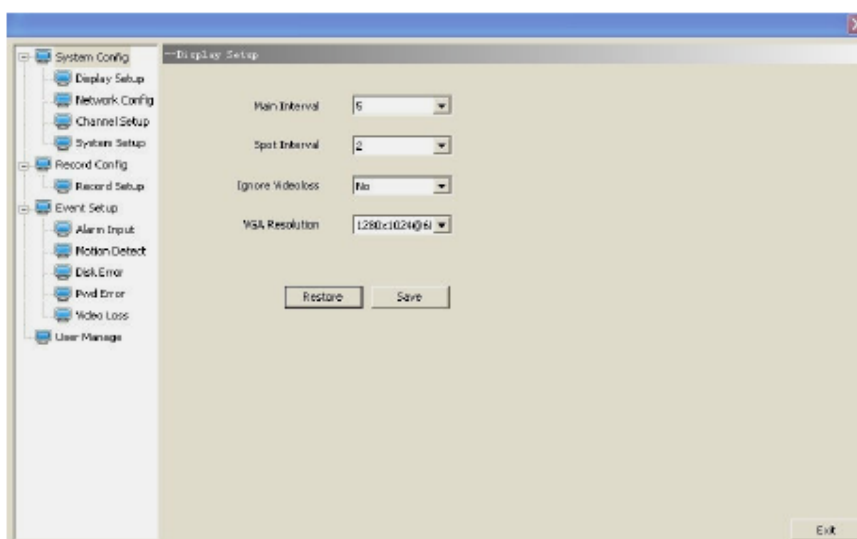 System Config
Display Setup
Network Config
Channel Setup
System Setup
Record Config
Record Setup
Event Setup
Alarm Input
Motion Detect
Disk Error
Pwd Error
Video Loss
User Manage
--Display Setup
Main Interval 5
Spot Interval 2
Ignore Videoloss No
VGA Resolution 1280x1024@6
Restore Save
Exit